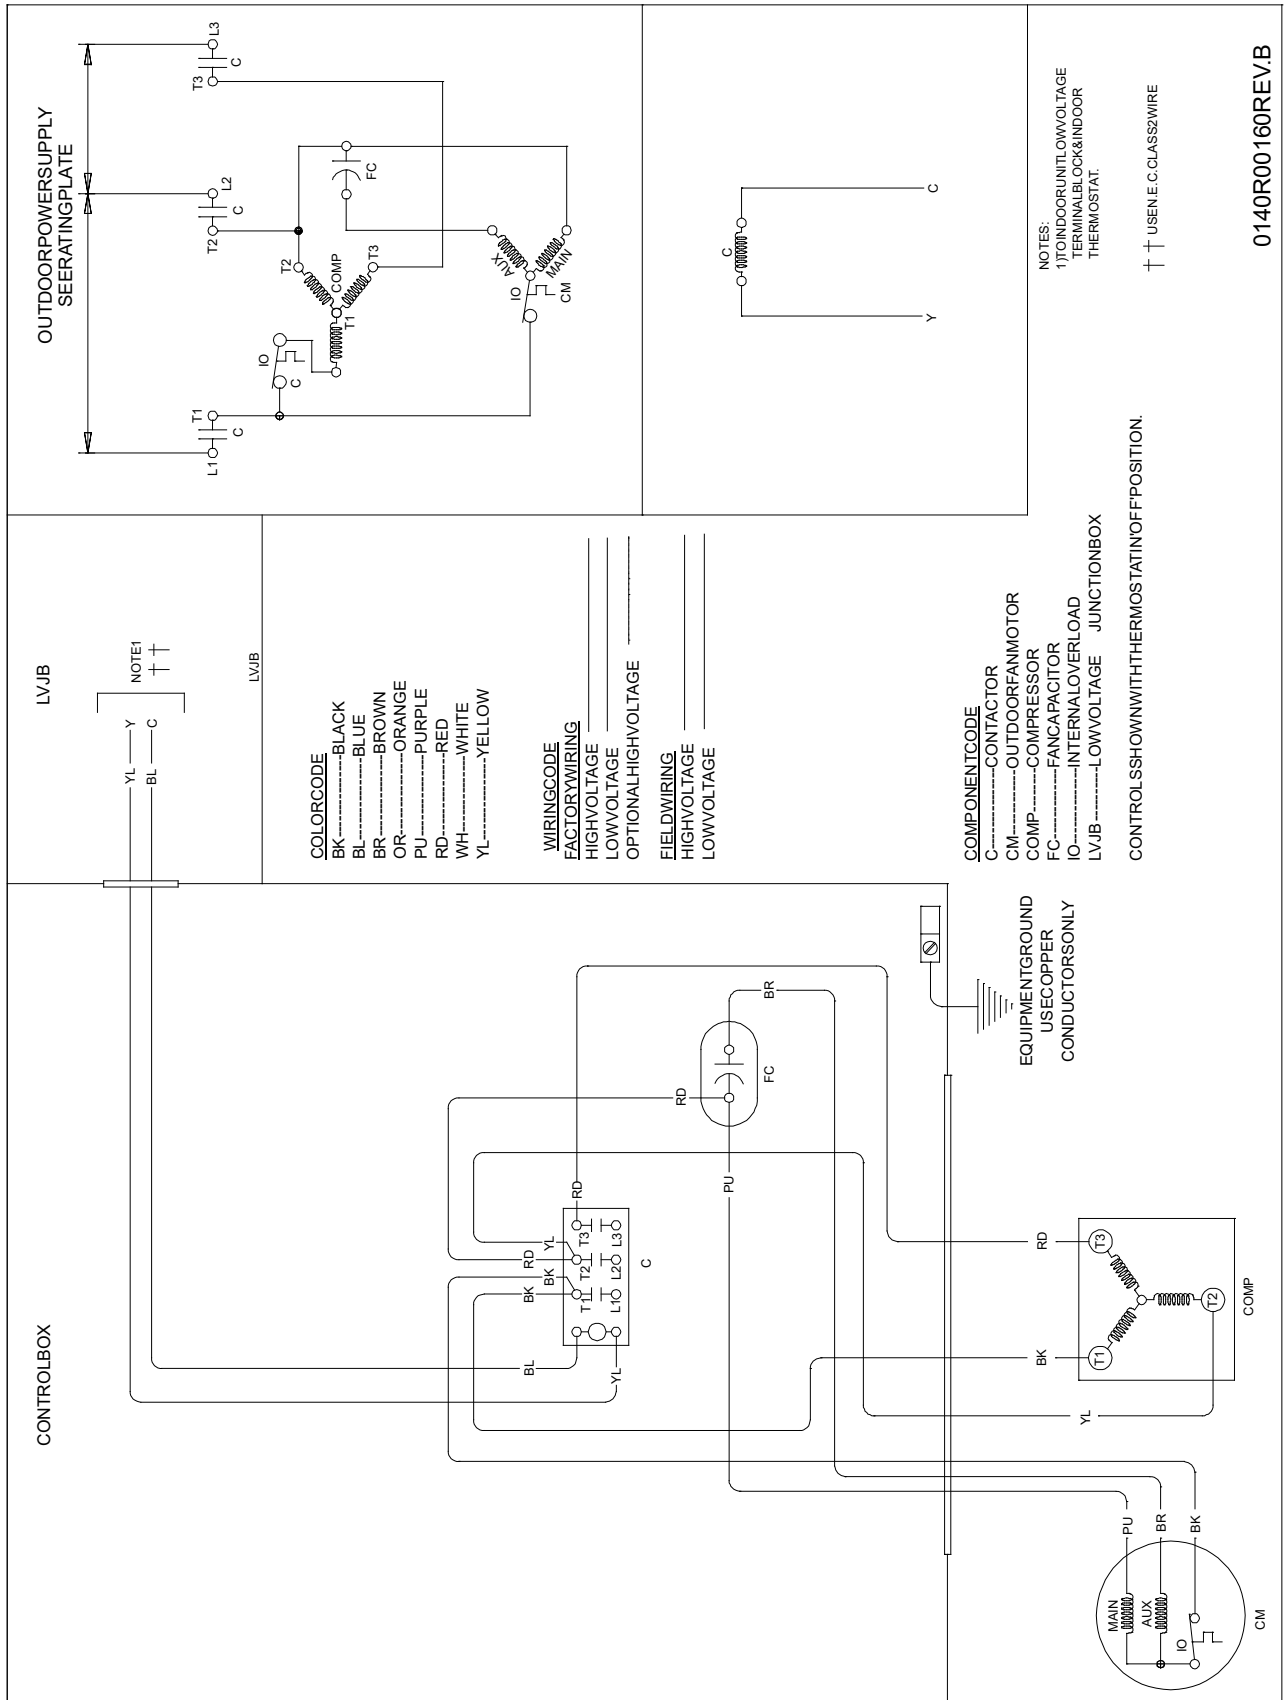 CONTROLBOX
YL
BL
BL
YL
BK
BK
RD
YL
RD
T1
T2
T3
L1
L2
L3
C
RD
PU
BR
FC
BK
RD
YL
T1
T2
T3
COMP
MAIN
AUX
IO
PU
BR
BK
CM
EQUIPMENTGROUND
USECOPPER
CONDUCTORSONLY
LVJB
YL
Y
BL
C
NOTE1
LVJB
COLORCODE
BK----------BLACK
BL----------BLUE
BR----------BROWN
OR----------ORANGE
PU----------PURPLE
RD----------RED
WH----------WHITE
YL----------YELLOW
WIRINGCODE
FACTORYWIRING
HIGHVOLTAGE
LOWVOLTAGE
OPTIONALHIGHVOLTAGE
FIELDWIRING
HIGHVOLTAGE
LOWVOLTAGE
COMPONENTCODE
C----------CONTACTOR
CM----------OUTDOORFANMOTOR
COMP-------COMPRESSOR
FC----------FANCAPACITOR
IO----------INTERNALOVERLOAD
LVJB--------LOWVOLTAGE JUNCTIONBOX
CONTROLSSHOWNWITHTHERMOSTATIN'OFF'POSITION.
OUTDOORPOWERSUPPLY
SEERATINGPLATE
L1
T1
C
T2
L2
C
T3
L3
C
IO
C
T1
T2
COMP
T3
FC
AUX
MAIN
IO
CM
C
Y
C
NOTES:
1)TOINDOORUNITLOWVOLTAGE
TERMINALBLOCK&INDOOR
THERMOSTAT.
†† USEN.E.C.CLASS2WIRE
0140R00160REV.B